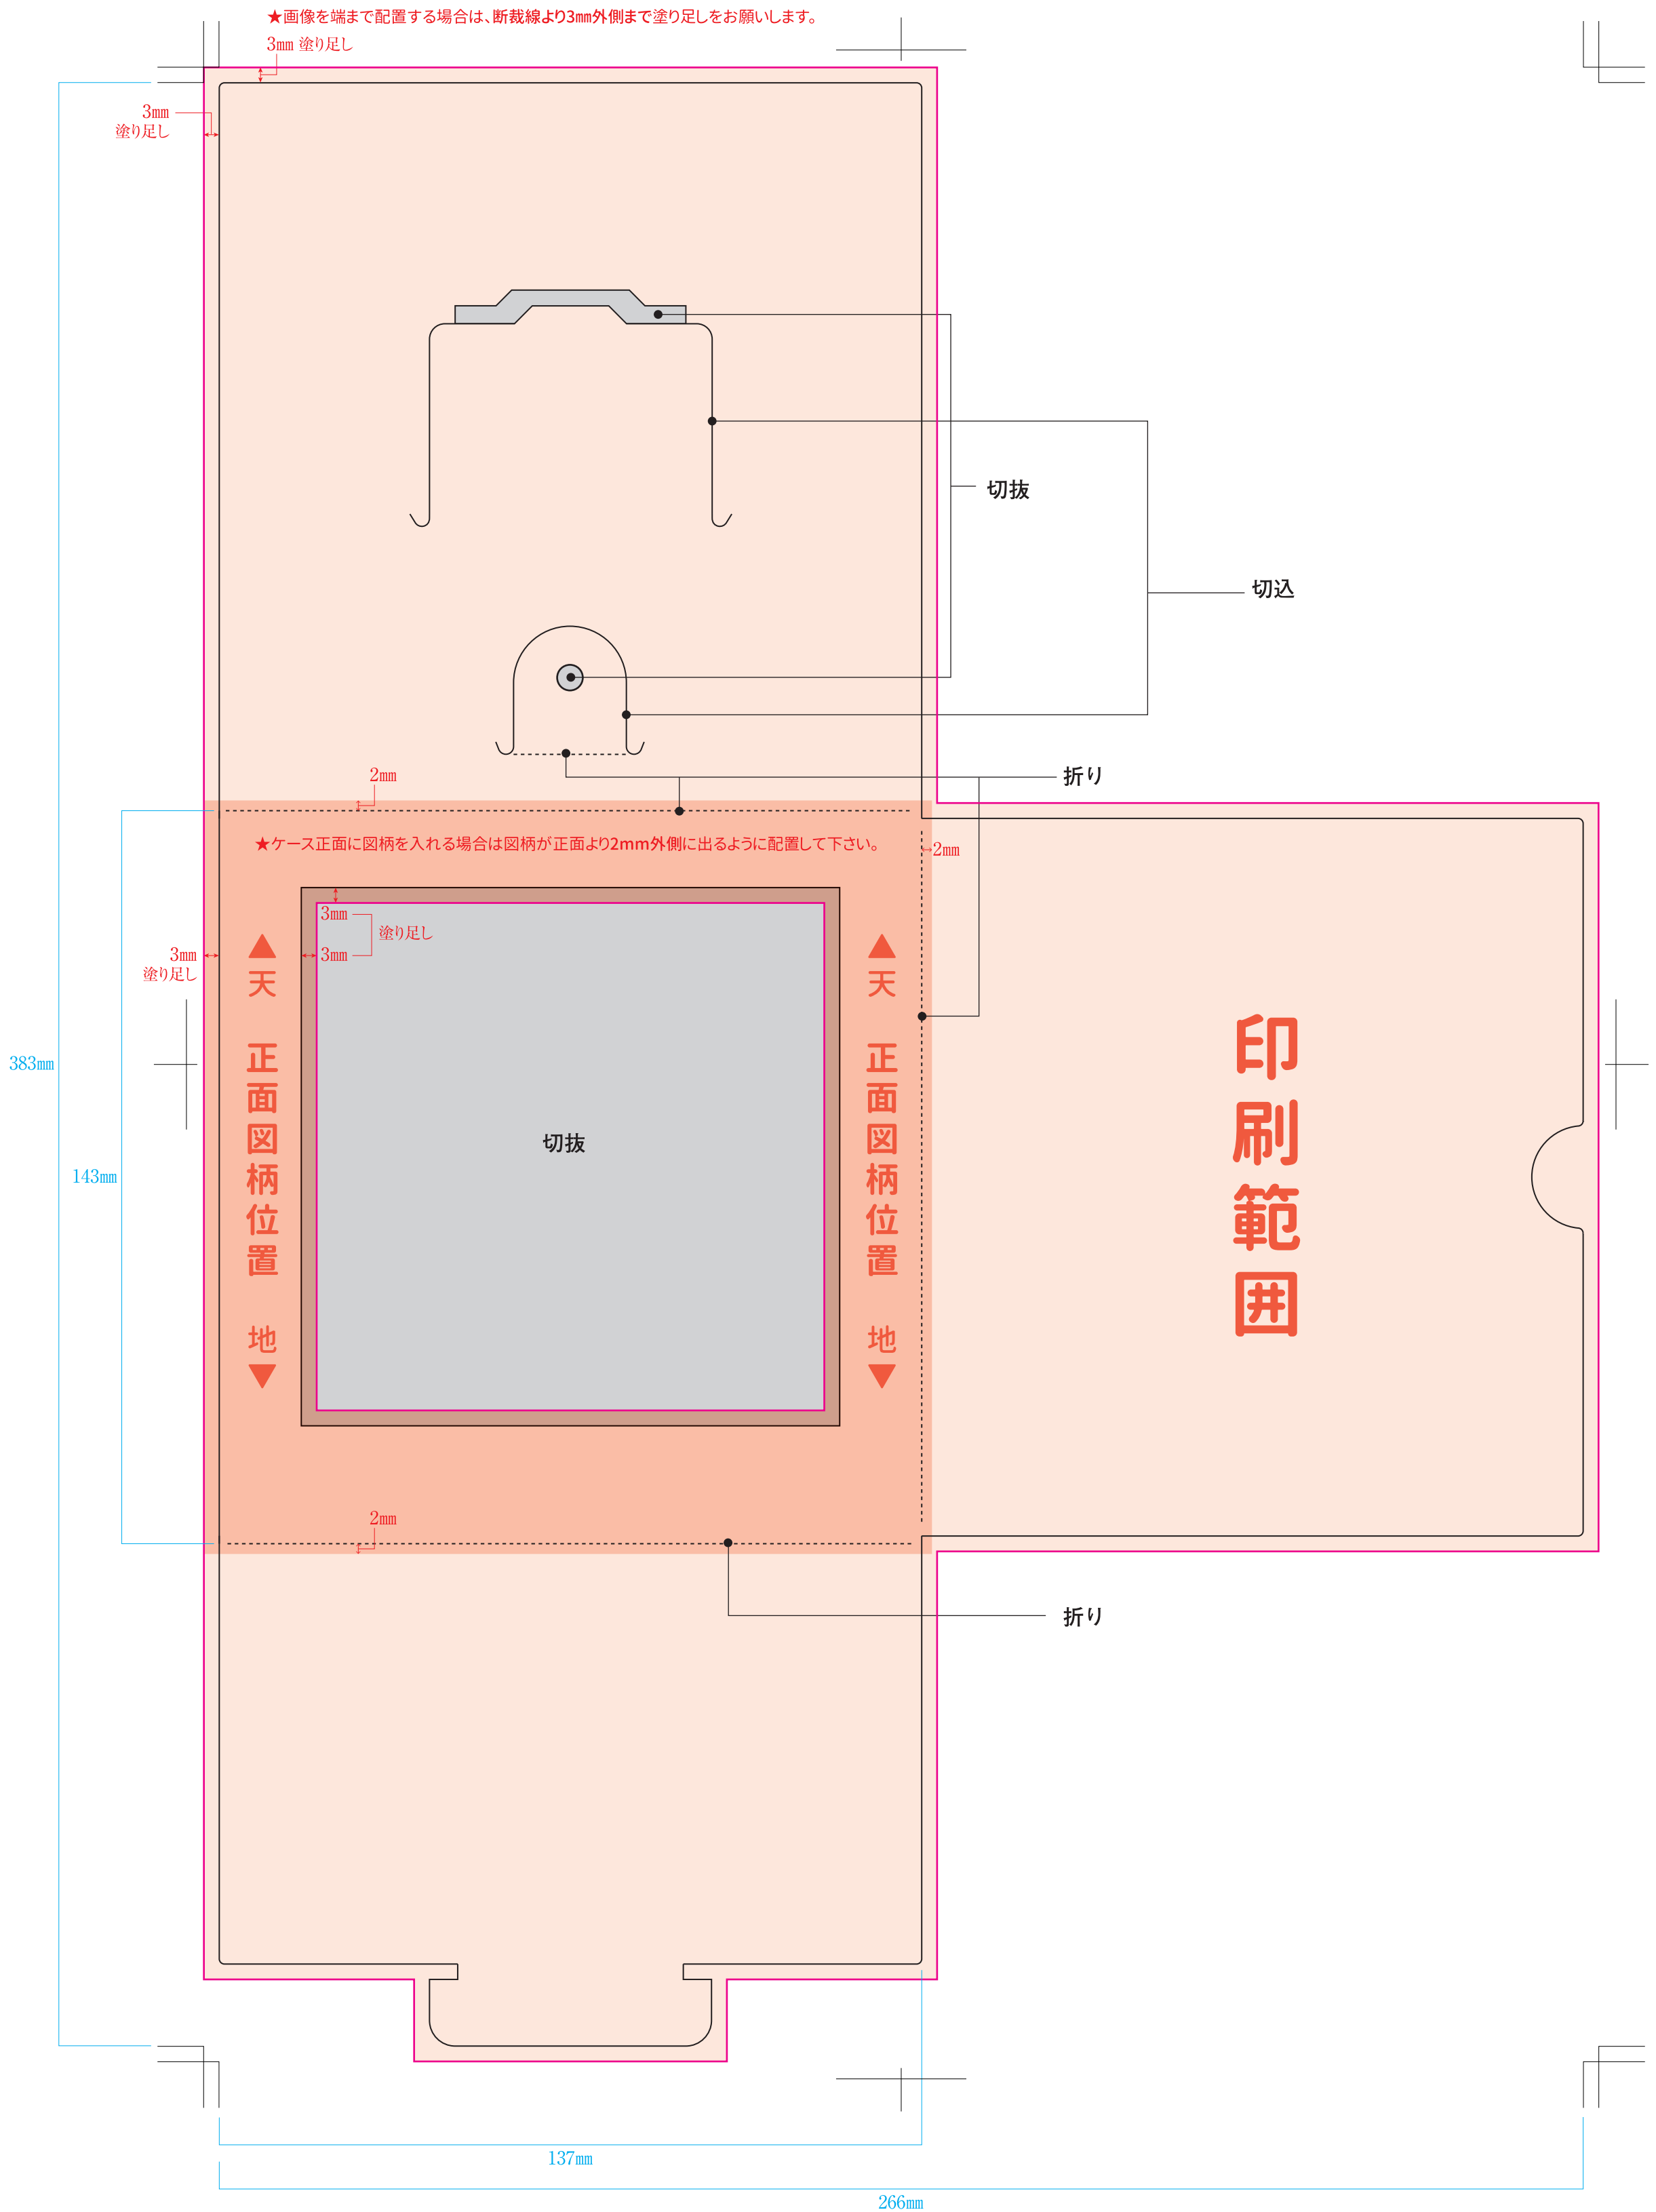 ★画像を端まで配置する場合は、断裁線より3mm外側まで塗り足しをお願いします。
3mm 塗り足し
3mm
塗り足し
切抜
切込
2mm
折り
★ケース正面に図柄を入れる場合は図柄が正面より2mm外側に出るように配置して下さい。
2mm
3mm
塗り足し
3mm
3mm
塗り足し
▲天 正面図柄位置 地▼
▲天 正面図柄位置 地▼
印刷範囲
383mm
143mm
切抜
2mm
折り
137mm
266mm